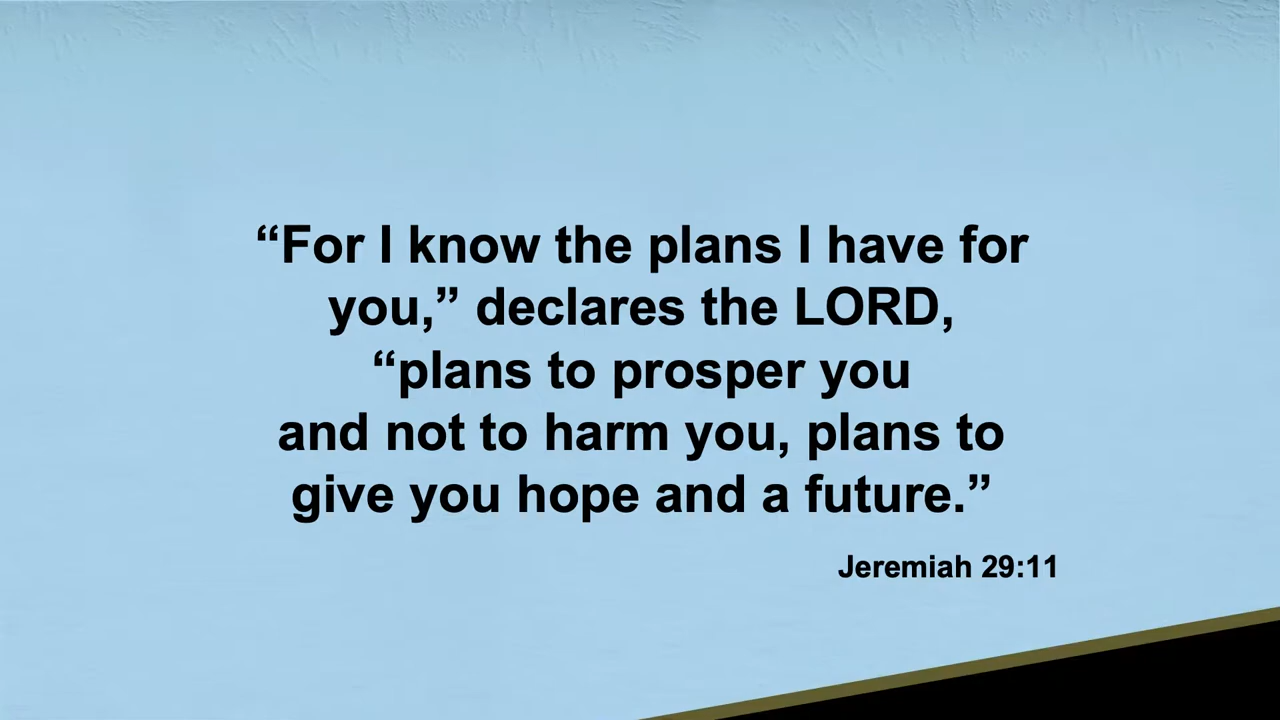 “For I know the plans I have for
you,” declares the LORD,
“plans to prosper you
and not to harm you, plans to
give you hope and a future.”
Jeremiah 29:11